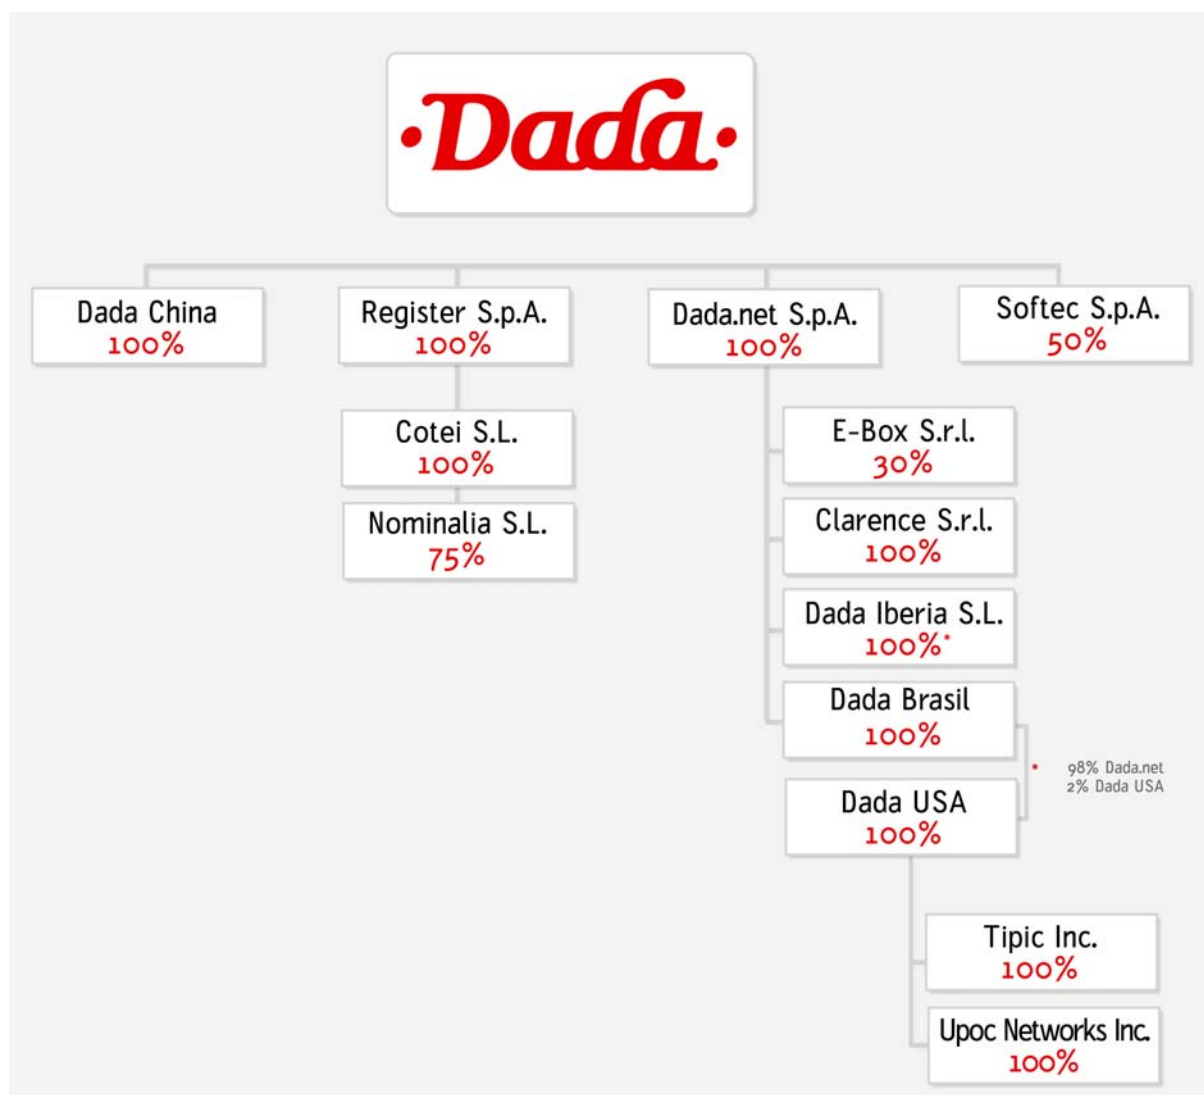 ·Dada·
Dada China
100%
Register S.p.A.
100%
Dada.net S.p.A.
100%
Softec S.p.A.
50%
Cotei S.L.
100%
Nominalia S.L.
75%
E-Box S.r.l.
30%
Clarence S.r.l.
100%
Dada Iberia S.L.
100%*
Dada Brasil
100%
Dada USA
100%
* 98% Dada.net
2% Dada USA
Tipic Inc.
100%
Upoc Networks Inc.
100%